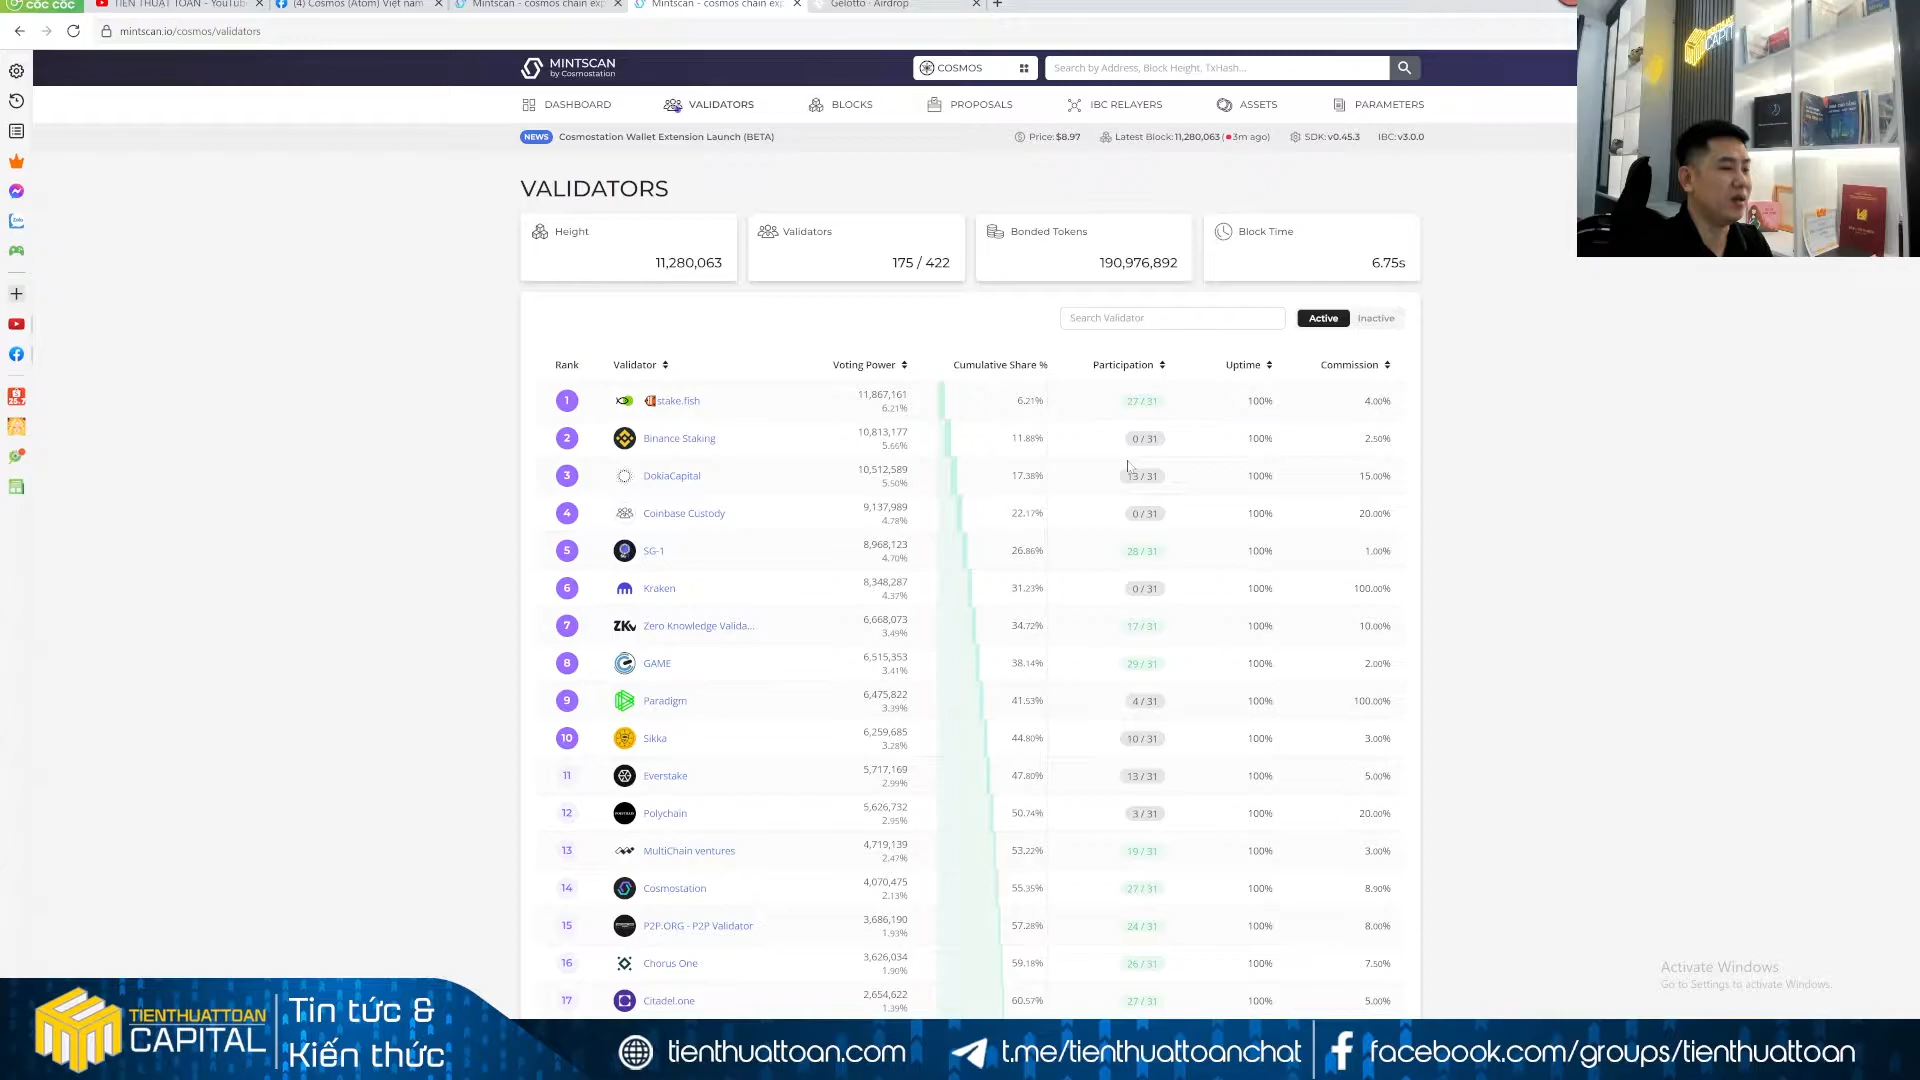 cốc cốc
TIEN THUAT TOAN - YouTub
(4) Cosmos (Atom) Việt nam
Mintscan - cosmos chain exp
Mintscan - cosmos chain exp
Gelotto - Airdrop
mintscan.io/cosmos/validators
MINTSCAN
by Cosmostation
COSMOS
Search by Address, Block Height, TxHash...
DASHBOARD
VALIDATORS
BLOCKS
PROPOSALS
IBC RELAYERS
ASSETS
PARAMETERS
NEWS Cosmostation Wallet Extension Launch (BETA)
Price: $8.97
Latest Block: 11,280,063 (3m ago)
SDK: v0.45.3
IBC: v3.0.0
VALIDATORS
Height
11,280,063
Validators
175 / 422
Bonded Tokens
190,976,892
Block Time
6.75s
Search Validator
Active
Inactive
Rank Validator Voting Power Cumulative Share % Participation Uptime Commission
1 stake.fish 11,867,161 6.21% 6.21% 27 / 31 100% 4.00%
2 Binance Staking 10,813,177 5.66% 11.88% 0 / 31 100% 2.50%
3 DokiaCapital 10,512,589 5.50% 17.38% 13 / 31 100% 15.00%
4 Coinbase Custody 9,137,989 4.78% 22.17% 0 / 31 100% 20.00%
5 SG-1 8,968,123 4.70% 26.86% 28 / 31 100% 1.00%
6 Kraken 8,348,287 4.37% 31.23% 0 / 31 100% 100.00%
7 Zero Knowledge Valida... 6,668,073 3.49% 34.72% 17 / 31 100% 10.00%
8 GAME 6,515,353 3.41% 38.14% 29 / 31 100% 2.00%
9 Paradigm 6,475,822 3.39% 41.53% 4 / 31 100% 100.00%
10 Sikka 6,259,685 3.28% 44.80% 10 / 31 100% 3.00%
11 Everstake 5,717,169 2.99% 47.80% 13 / 31 100% 5.00%
12 Polychain 5,626,732 2.95% 50.74% 3 / 31 100% 20.00%
13 MultiChain ventures 4,719,139 2.47% 53.22% 19 / 31 100% 3.00%
14 Cosmostation 4,070,475 2.13% 55.35% 27 / 31 100% 8.90%
15 P2P.ORG - P2P Validator 3,686,190 1.93% 57.28% 24 / 31 100% 8.00%
16 Chorus One 3,626,034 1.90% 59.18% 26 / 31 100% 7.50%
17 Citadel.one 2,654,622 1.39% 60.57% 27 / 31 100% 5.00%
Activate Windows
Go to Settings to activate Windows.
TIENTHUATTOAN
CAPITAL
Tin tức &
Kiến thức
tienthuattoan.com
t.me/tienthuattoanchat
facebook.com/groups/tienthuattoan